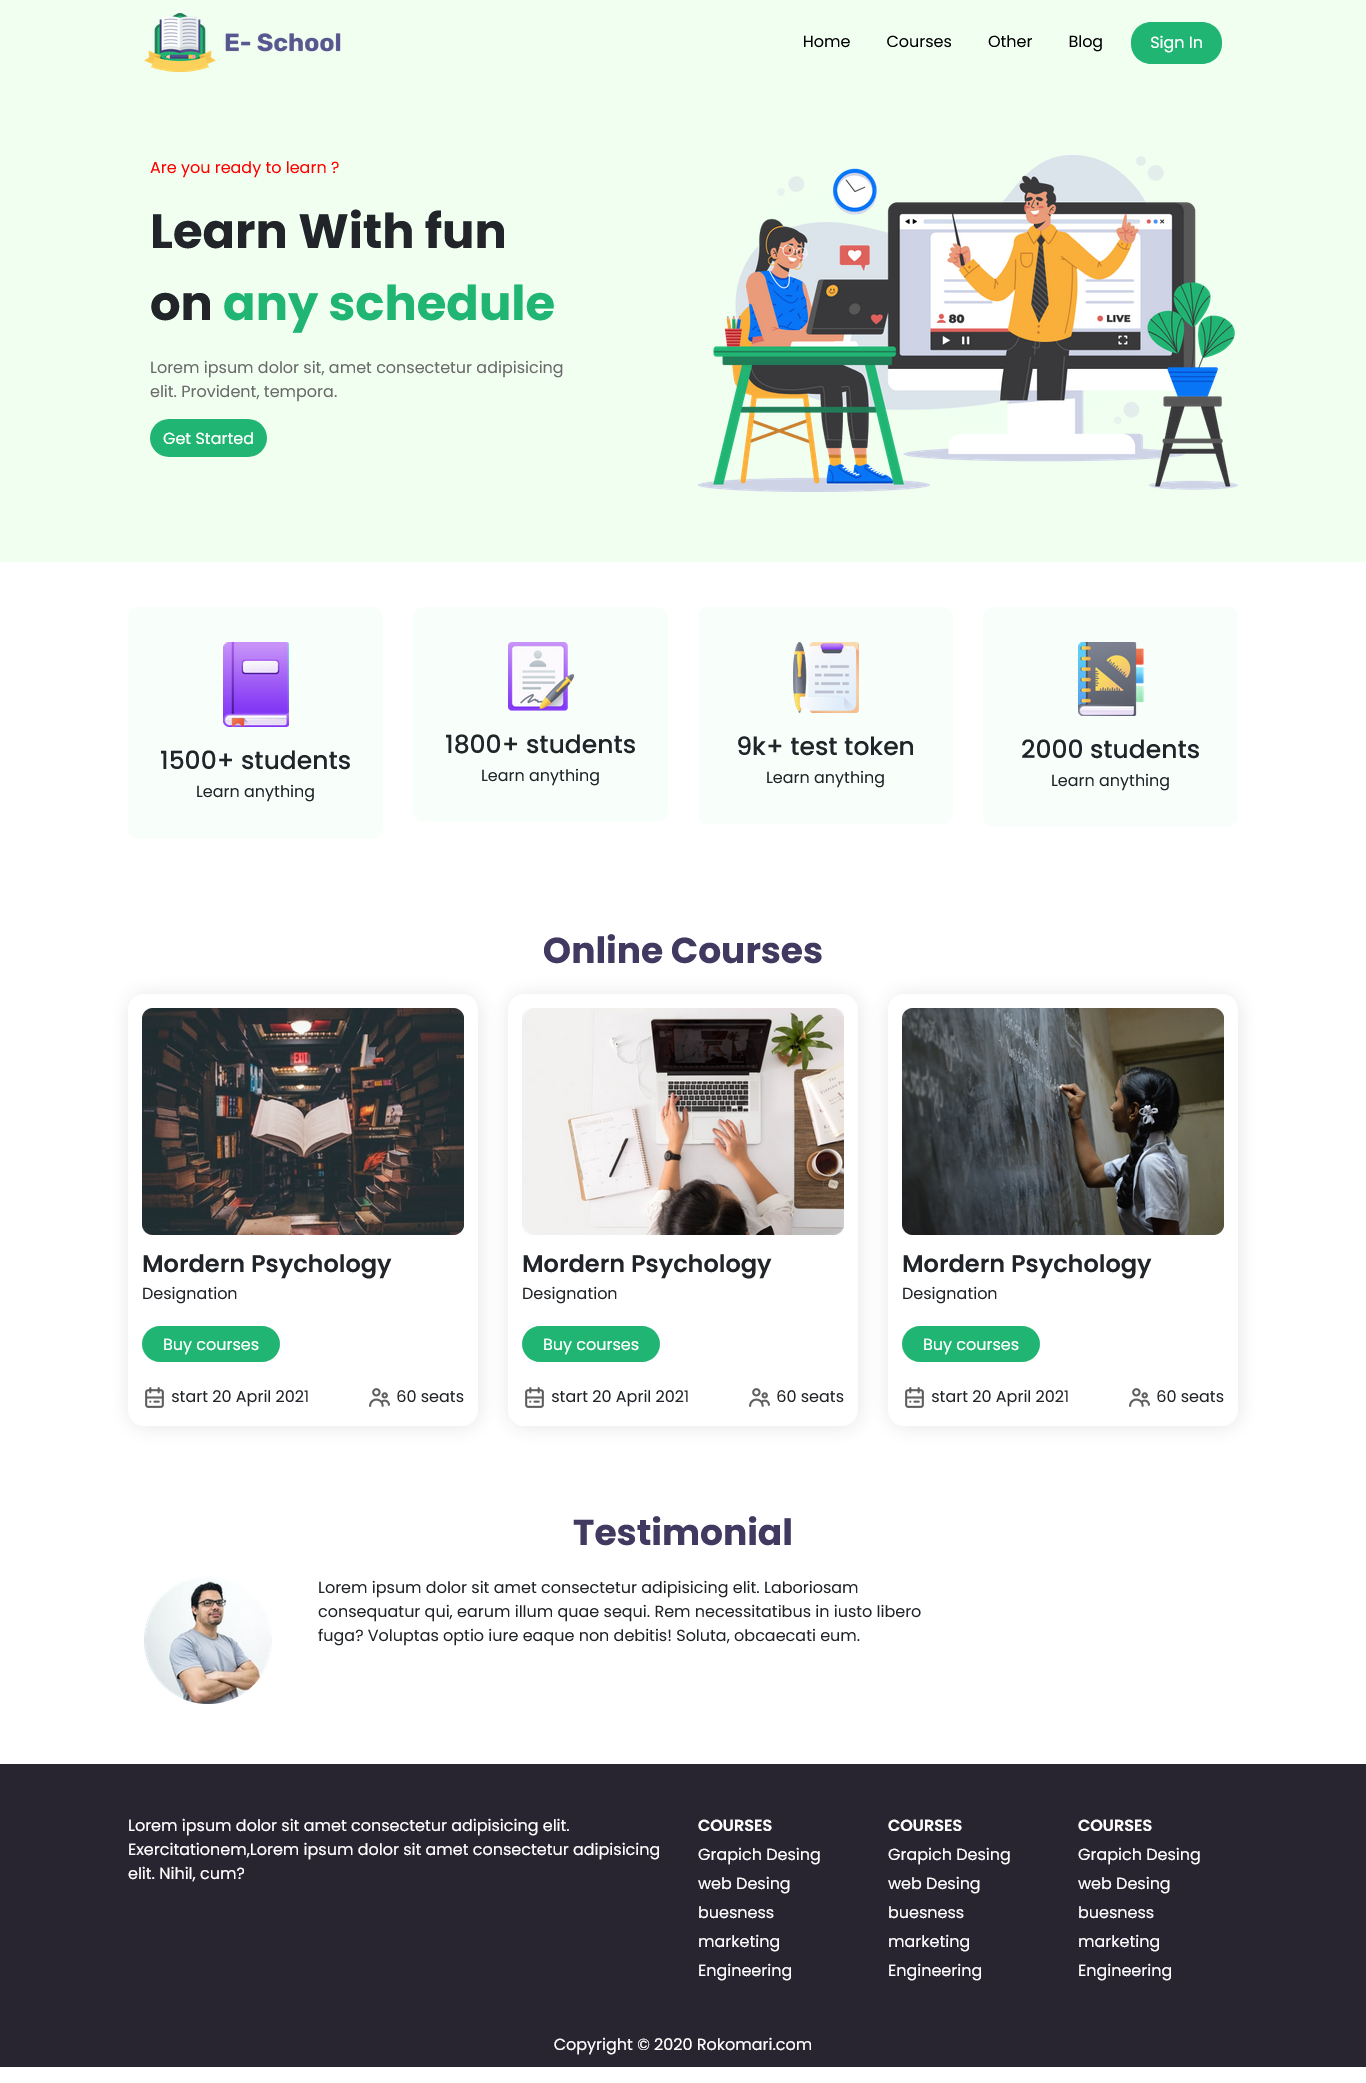 E- School
Home Courses Other Blog Sign In
Are you ready to learn ?
Learn With fun
on any schedule
Lorem ipsum dolor sit, amet consectetur adipisicing
elit. Provident, tempora.
Get Started
80
LIVE
1500+ students
Learn anything
1800+ students
Learn anything
9k+ test token
Learn anything
2000 students
Learn anything
Online Courses
EXIT
Mordern Psychology
Designation
Buy courses
start 20 April 2021 60 seats
Mordern Psychology
Designation
Buy courses
start 20 April 2021 60 seats
Mordern Psychology
Designation
Buy courses
start 20 April 2021 60 seats
Testimonial
Lorem ipsum dolor sit amet consectetur adipisicing elit. Laboriosam
consequatur qui, earum illum quae sequi. Rem necessitatibus in iusto libero
fuga? Voluptas optio iure eaque non debitis! Soluta, obcaecati eum.
Lorem ipsum dolor sit amet consectetur adipisicing elit.
Exercitationem,Lorem ipsum dolor sit amet consectetur adipisicing
elit. Nihil, cum?
COURSES
Grapich Desing
web Desing
buesness
marketing
Engineering
COURSES
Grapich Desing
web Desing
buesness
marketing
Engineering
COURSES
Grapich Desing
web Desing
buesness
marketing
Engineering
Copyright © 2020 Rokomari.com